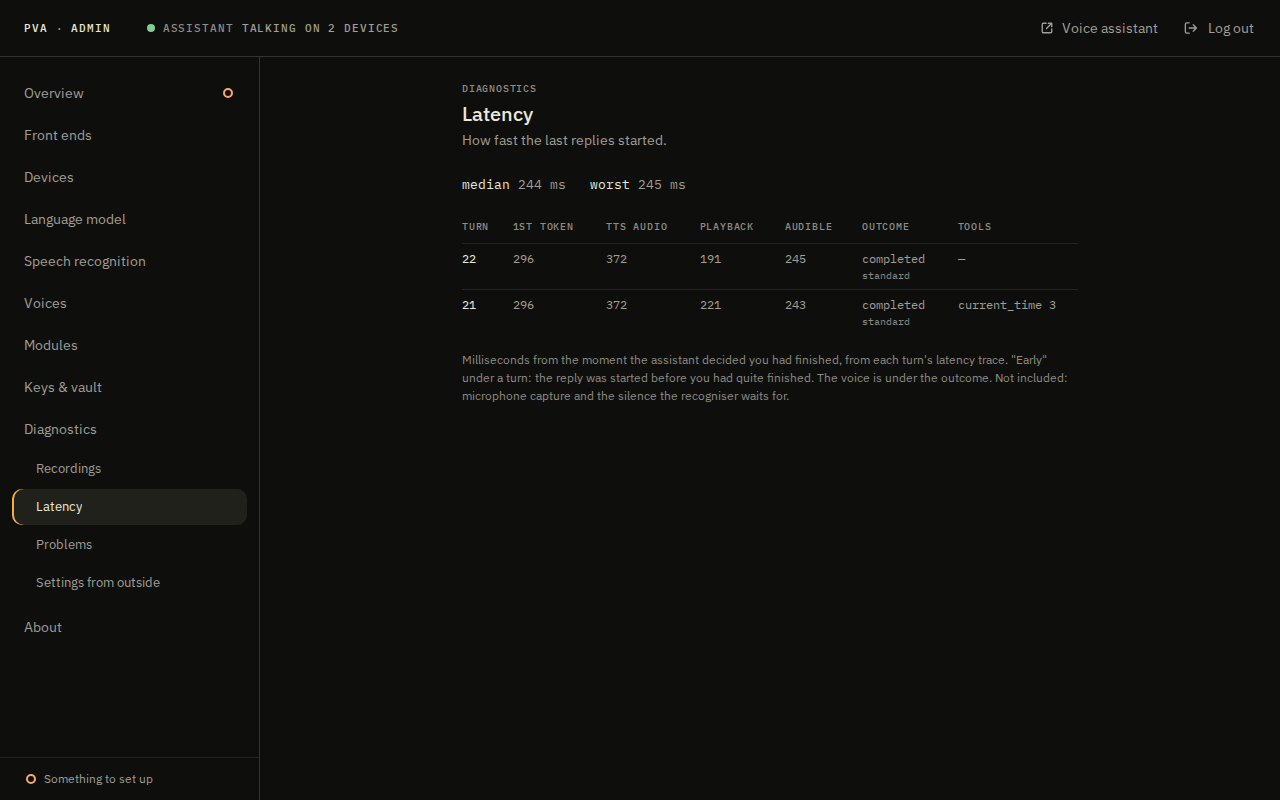 PVA · ADMIN
ASSISTANT TALKING ON 2 DEVICES
Voice assistant
Log out
Overview
Front ends
Devices
Language model
Speech recognition
Voices
Modules
Keys & vault
Diagnostics
Recordings
Latency
Problems
Settings from outside
About
Something to set up
DIAGNOSTICS
Latency
How fast the last replies started.
median 244 ms worst 245 ms
TURN 1ST TOKEN TTS AUDIO PLAYBACK AUDIBLE OUTCOME TOOLS
22 296 372 191 245 completed —
standard
21 296 372 221 243 completed current_time 3
standard
Milliseconds from the moment the assistant decided you had finished, from each turn's latency trace. "Early"
under a turn: the reply was started before you had quite finished. The voice is under the outcome. Not included:
microphone capture and the silence the recogniser waits for.